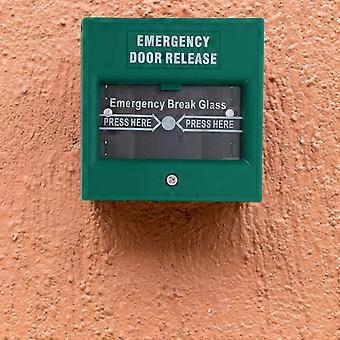 EMERGENCY
DOOR RELEASE
Emergency Break Glass
PRESS HERE PRESS HERE